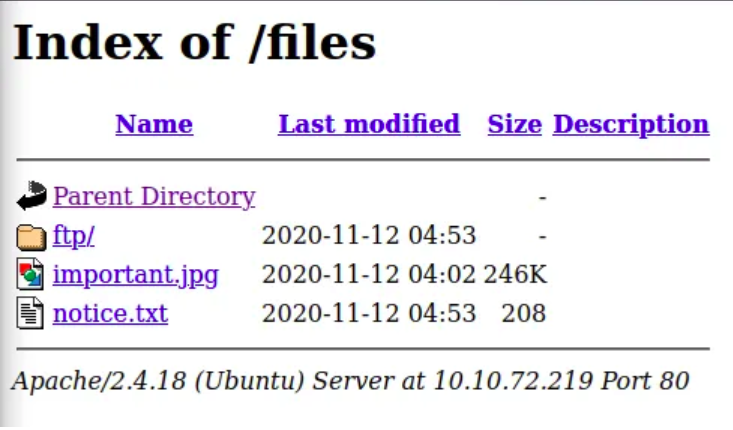 Index of /files
Name Last modified Size Description
Parent Directory -
ftp/ 2020-11-12 04:53 -
important.jpg 2020-11-12 04:02 246K
notice.txt 2020-11-12 04:53 208
Apache/2.4.18 (Ubuntu) Server at 10.10.72.219 Port 80